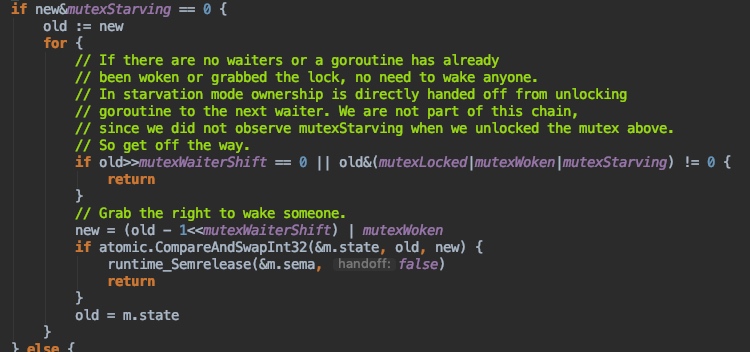 if new&mutexStarving == 0 {
old := new
for {
// If there are no waiters or a goroutine has already
// been woken or grabbed the lock, no need to wake anyone.
// In starvation mode ownership is directly handed off from unlocking
// goroutine to the next waiter. We are not part of this chain,
// since we did not observe mutexStarving when we unlocked the mutex above.
// So get off the way.
if old>>mutexWaiterShift == 0 || old&(mutexLocked|mutexWoken|mutexStarving) != 0 {
return
}
// Grab the right to wake someone.
new = (old - 1<<mutexWaiterShift) | mutexWoken
if atomic.CompareAndSwapInt32(&m.state, old, new) {
runtime_Semrelease(&m.sema, handoff: false)
return
}
old = m.state
}
} else {